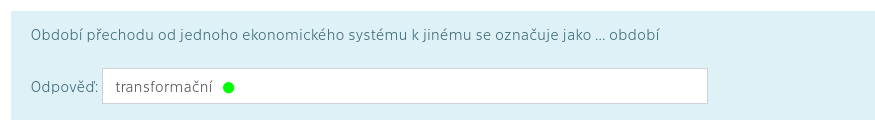 Období přechodu od jednoho ekonomického systému k jinému se označuje jako ... období
Odpověď: transformační